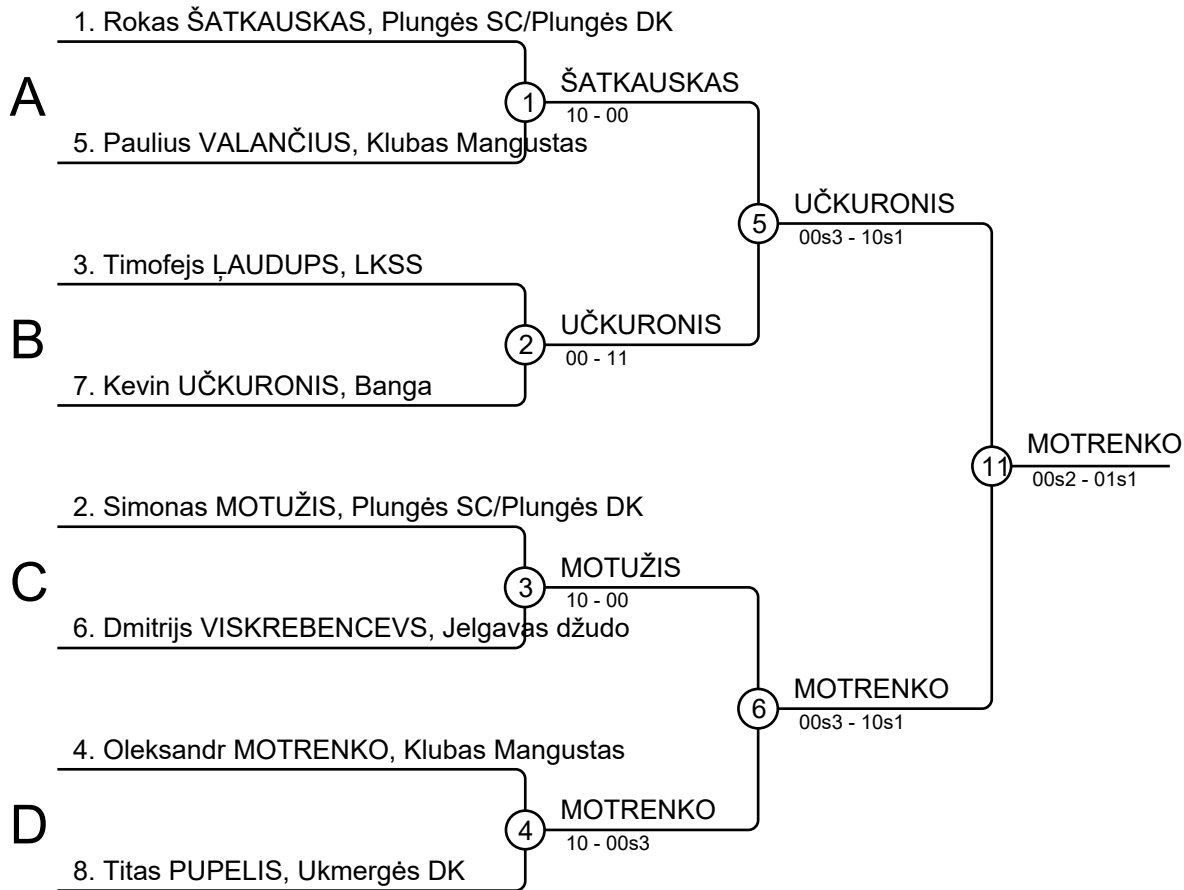 1. Rokas ŠATKAUSKAS, Plungės SC/Plungės DK
A
1
ŠATKAUSKAS
10 - 00
5. Paulius VALANČIUS, Klubas Mangustas
5
UČKURONIS
00s3 - 10s1
3. Timofejs ĻAUDUPS, LKSS
B
2
UČKURONIS
00 - 11
7. Kevin UČKURONIS, Banga
11
MOTRENKO
00s2 - 01s1
2. Simonas MOTUŽIS, Plungės SC/Plungės DK
C
3
MOTUŽIS
10 - 00
6. Dmitrijs VISKREBENCEVS, Jelgavas džudo
6
MOTRENKO
00s3 - 10s1
4. Oleksandr MOTRENKO, Klubas Mangustas
D
4
MOTRENKO
10 - 00s3
8. Titas PUPELIS, Ukmergės DK